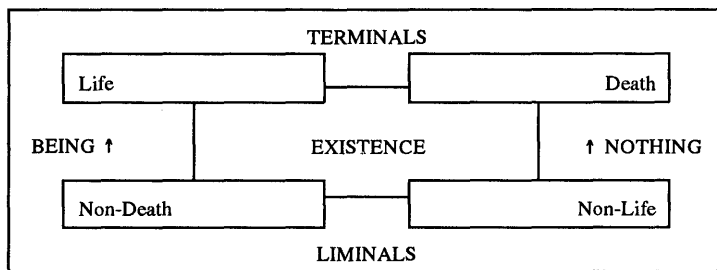 TERMINALS
Life Death
BEING ↑ EXISTENCE ↑ NOTHING
Non-Death Non-Life
LIMINALS